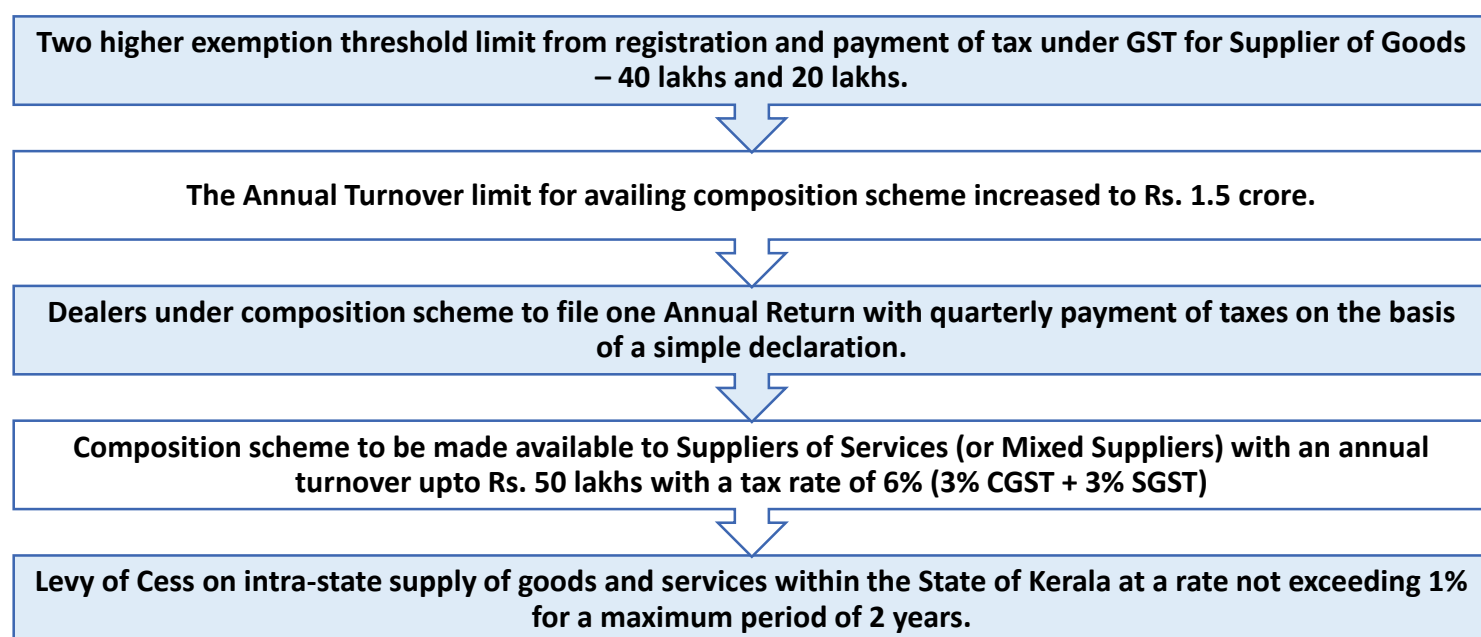 Two higher exemption threshold limit from registration and payment of tax under GST for Supplier of Goods
– 40 lakhs and 20 lakhs.
The Annual Turnover limit for availing composition scheme increased to Rs. 1.5 crore.
Dealers under composition scheme to file one Annual Return with quarterly payment of taxes on the basis
of a simple declaration.
Composition scheme to be made available to Suppliers of Services (or Mixed Suppliers) with an annual
turnover upto Rs. 50 lakhs with a tax rate of 6% (3% CGST + 3% SGST)
Levy of Cess on intra-state supply of goods and services within the State of Kerala at a rate not exceeding 1%
for a maximum period of 2 years.